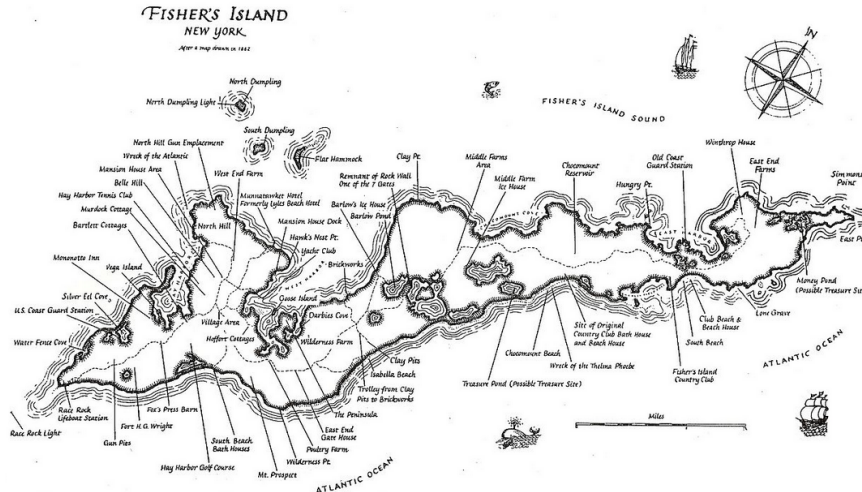 FISHER'S ISLAND
NEW YORK
After a map drawn in 1882
N
North Dumpling
North Dumpling Light
South Dumpling
Flat Hammock
FISHER'S ISLAND SOUND
North Hill Gun Emplacement
Wreck of the Atlantic
Mansion House Area
Belle Hill
Hay Harbor Tennis Club
Murdock Cottage
Bartlett Cottages
Mononotto Inn
Vega Island
Silver Eel Cove
U.S. Coast Guard Station
Water Fence Cove
West End Farm
Munnatawket Hotel
Formerly Lyles Beach Hotel
Mansion House Dock
Hawk's Nest Pt.
Yacht Club
Brickworks
North Hill
Goose Island
Darbies Cove
Village Area
Hoffort Cottages
Wilderness Farm
Remnant of Rock Wall
One of the 7 Gates
Barlow's Ice House
Barlow Pond
Clay Pt.
Middle Farms
Area
Middle Farm
Ice House
Chocomount
Reservoir
Hungry Pt.
Old Coast
Guard Station
Winthrop House
East End
Farms
Simmons
Point
East P
Money Pond
(Possible Treasure Sit
Lone Grave
Club Beach &
Beach House
South Beach
Fisher's Island
Country Club
Site of Original
Country Club Bath House
and Beach House
Wreck of the Thelma Phoebe
Chocomount Beach
Treasure Pond (Possible Treasure Site)
Clay Pits
Isabella Beach
Trolley from Clay
Pits to Brickworks
The Peninsula
East End
Gate House
Poultry Farm
Wilderness Pt.
Mt. Prospect
South Beach
Bath Houses
Hay Harbor Golf Course
Fox's Press Barn
Fort H.G. Wright
Gun Pits
Race Rock
Lifeboat Station
Race Rock Light
ATLANTIC OCEAN
ATLANTIC OCEAN
Miles